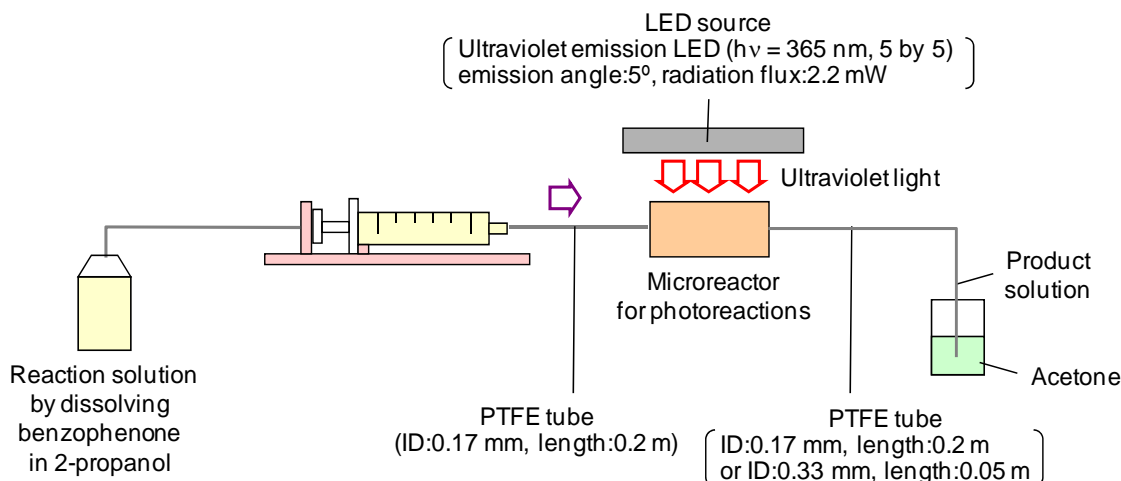 LED source
Ultraviolet emission LED (hν = 365 nm, 5 by 5)
emission angle:5º, radiation flux:2.2 mW
Ultraviolet light
Microreactor
for photoreactions
Product
solution
Acetone
Reaction solution
by dissolving
benzophenone
in 2-propanol
PTFE tube
(ID:0.17 mm, length:0.2 m)
PTFE tube
ID:0.17 mm, length:0.2 m
or ID:0.33 mm, length:0.05 m